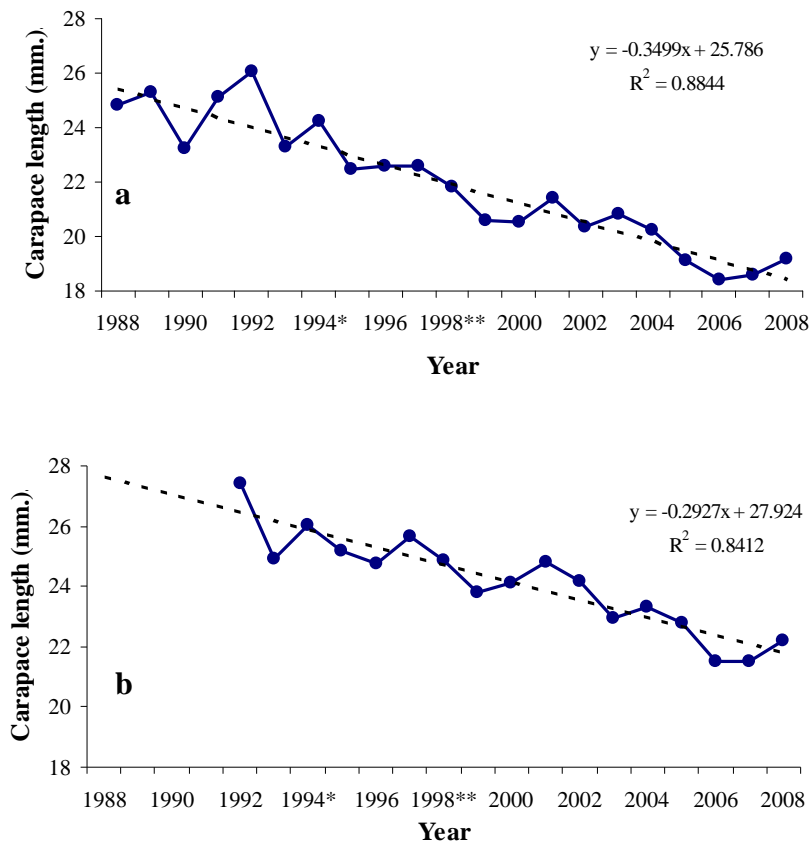 28
26
24
22
20
18
Carapace length (mm.)
y = -0.3499x + 25.786
R² = 0.8844
a
1988 1990 1992 1994* 1996 1998** 2000 2002 2004 2006 2008
Year
28
26
24
22
20
18
Carapace length (mm.)
y = -0.2927x + 27.924
R² = 0.8412
b
1988 1990 1992 1994* 1996 1998** 2000 2002 2004 2006 2008
Year